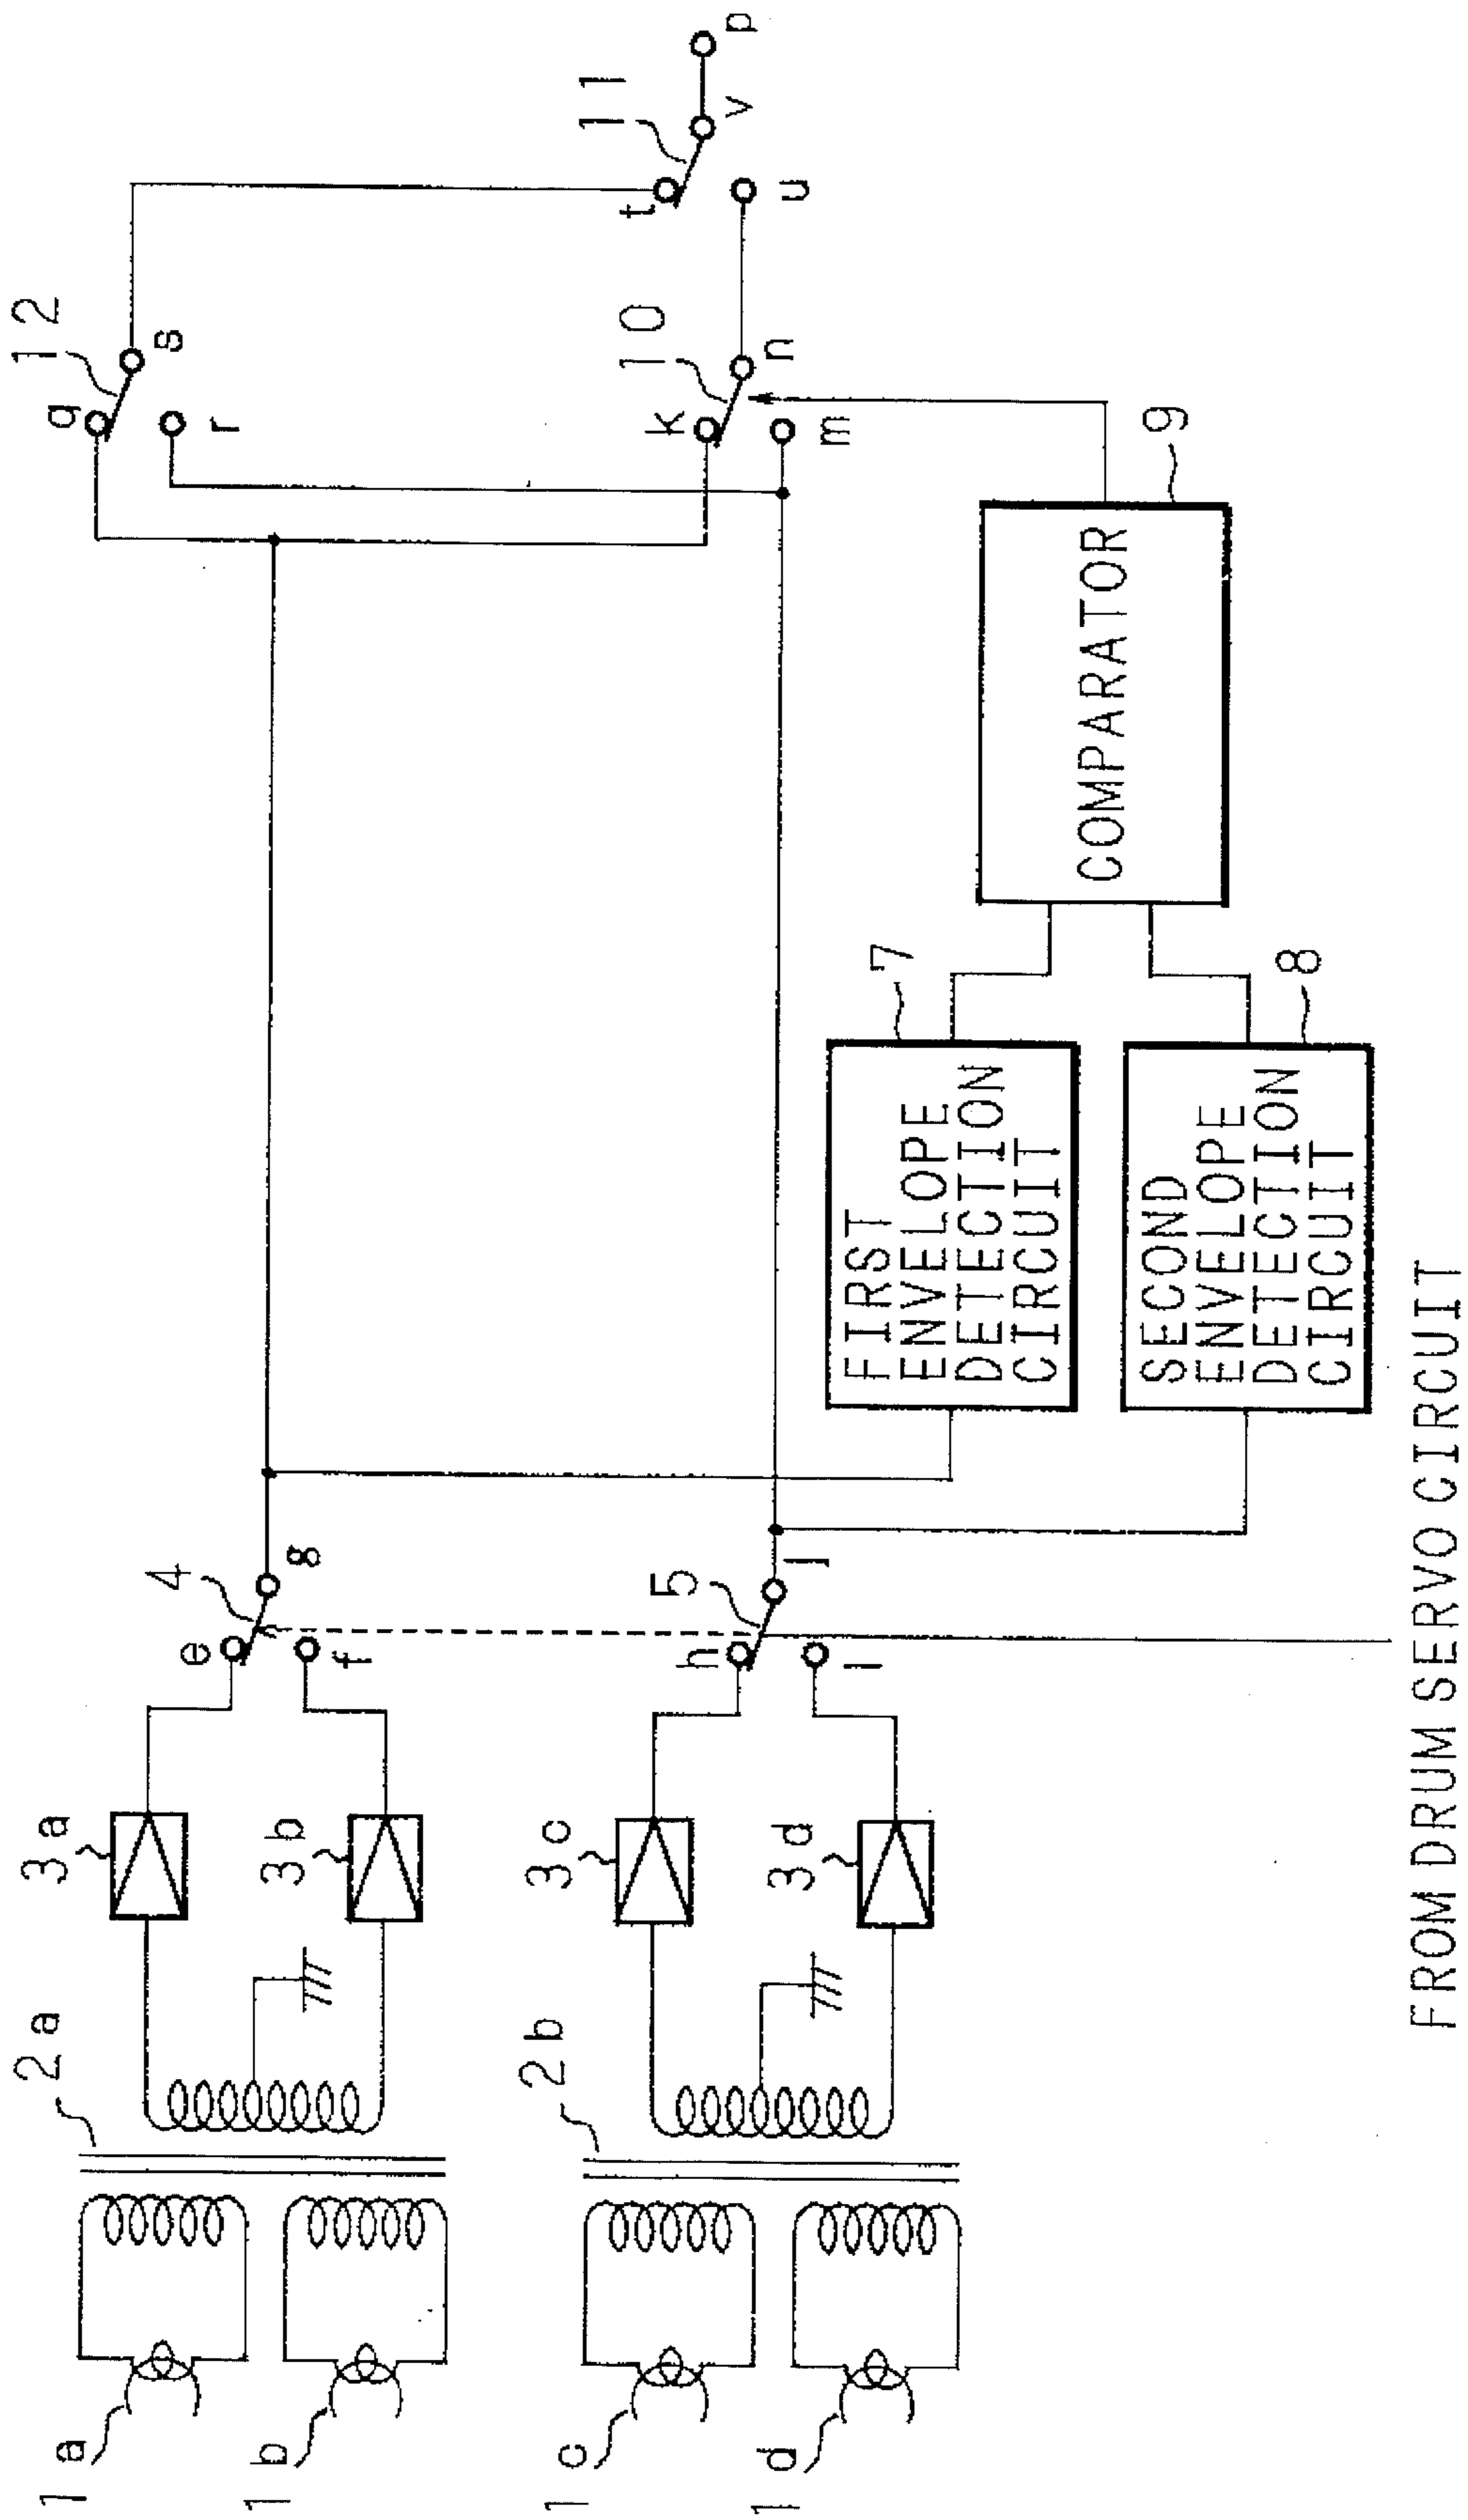 1a
1b
1c
1d
2a
2b
3a
3b
3c
3d
e
f
4
g
h
i
5
j
FROM DRUM SERVO CIRCUIT
FIRST
ENVELOPE
DETECTION
CIRCUIT
7
SECOND
ENVELOPE
DETECTION
CIRCUIT
8
COMPARATOR
9
q
r
12
s
k
m
10
n
t
u
11
v
p